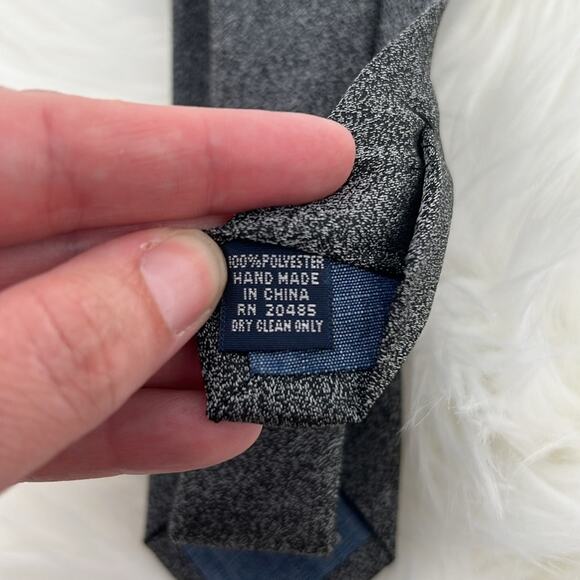 100% POLYESTER
HAND MADE
IN CHINA
RN 20485
DRY CLEAN ONLY